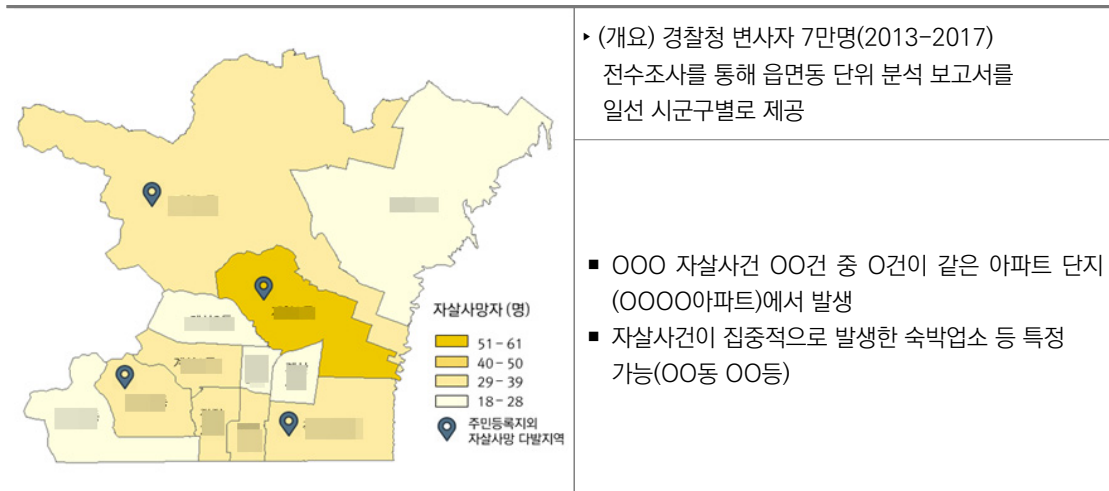 자살사망자 (명)
51 - 61
40 - 50
29 - 39
18 - 28
주민등록지외
자살사망 다발지역
▸ (개요) 경찰청 변사자 7만명(2013-2017)
전수조사를 통해 읍면동 단위 분석 보고서를
일선 시군구별로 제공
■ OOO 자살사건 OO건 중 O건이 같은 아파트 단지
(OOOO아파트)에서 발생
■ 자살사건이 집중적으로 발생한 숙박업소 등 특정
가능(OO동 OO등)